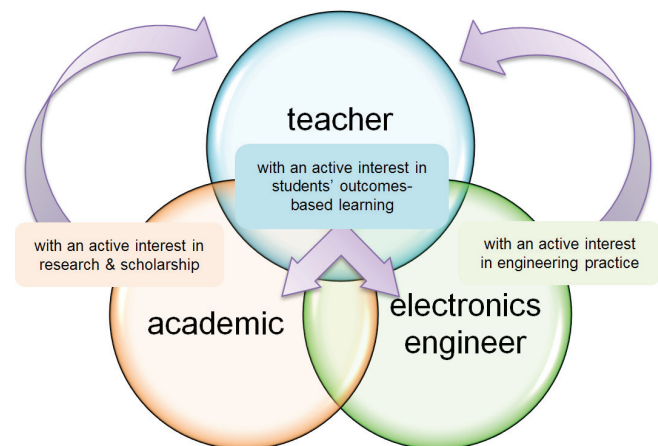 teacher
with an active interest in
students’ outcomes-
based learning
with an active interest in
research & scholarship
with an active interest
in engineering practice
academic
electronics
engineer